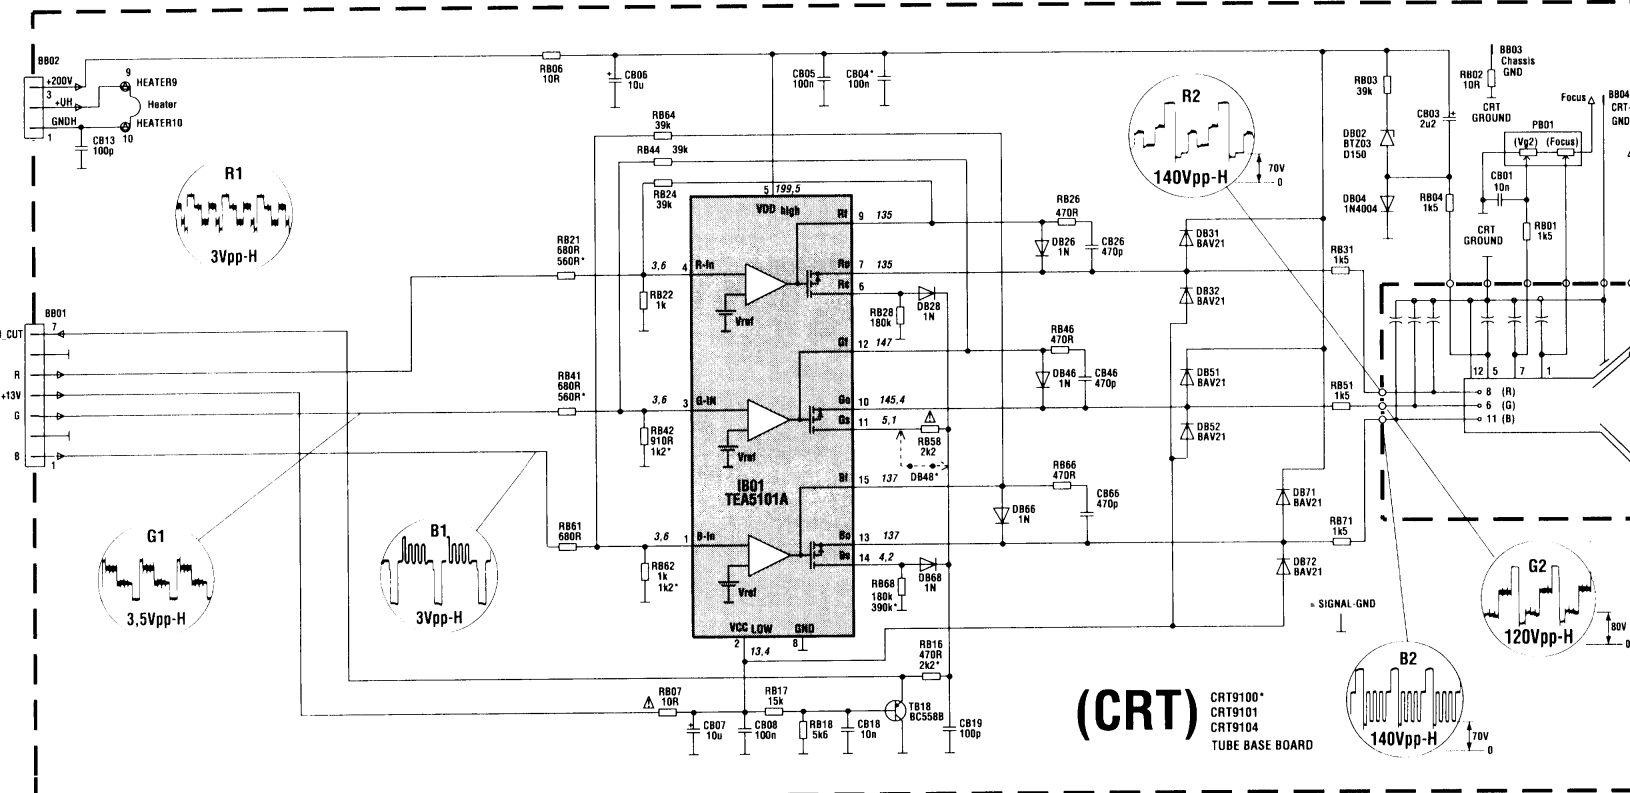 BB02
+200V
3
+UH
GNDH
1
9
HEATER9
Heater
HEATER10
10
CB13
100p
RB06
10R
+
CB06
10u
CB05
100n
CB04*
100n
RB64
39k
RB44 39k
RB24
39k
R1
3Vpp-H
R2
140Vpp-H
70V
0
RB03
39k
DB02
BTZ03
D150
DB04
1N4004
CB03
2u2
+
RB04
1k5
BB03
Chassis
GND
RB02
10R
CRT
GROUND
Focus
BB04
CRT-
GND
PB01
(Vg2) (Focus)
CB01
10n
CRT
GROUND
RB01
1k5
5 199,5
VDD high
Rf 9 135
RB26
470R
DB26
1N
CB26
470p
DB31
BAV21
RB31
1k5
RB21
680R
560R*
3,6
4 R-In
RB22
1k
Ro 7 135
Rc 6
Vref
RB28
180k
DB28
1N
DB32
BAV21
BB01
7
_CUT
R
+13V
G
B
1
Gf 12 147
RB46
470R
DB46
1N
CB46
470p
DB51
BAV21
RB51
1k5
RB41
680R
560R*
3,6
3 G-IN
RB42
910R
1k2*
Go 10 145,4
Gs 11 5,1
Vref
RB58
2k2
DB48*
DB52
BAV21
12 5 7 1
8 (R)
6 (G)
11 (B)
IB01
TEA5101A
Bf 15 137
RB66
470R
DB66
1N
CB66
470p
DB71
BAV21
RB71
1k5
G1
3,5Vpp-H
B1
3Vpp-H
RB61
680R
3,6
1 B-In
RB62
1k
1k2*
Bo 13 137
Bs 14 4,2
Vref
RB68
180k
390k*
DB68
1N
DB72
BAV21
= SIGNAL-GND
G2
120Vpp-H
80V
0
VCC LOW
GND
2
8
13,4
RB16
470R
2k2*
RB07
10R
RB17
15k
+
CB07
10u
CB08
100n
RB18
5k6
CB18
10n
TB18
BC558B
CB19
100p
(CRT)
CRT9100*
CRT9101
CRT9104
TUBE BASE BOARD
B2
140Vpp-H
70V
0